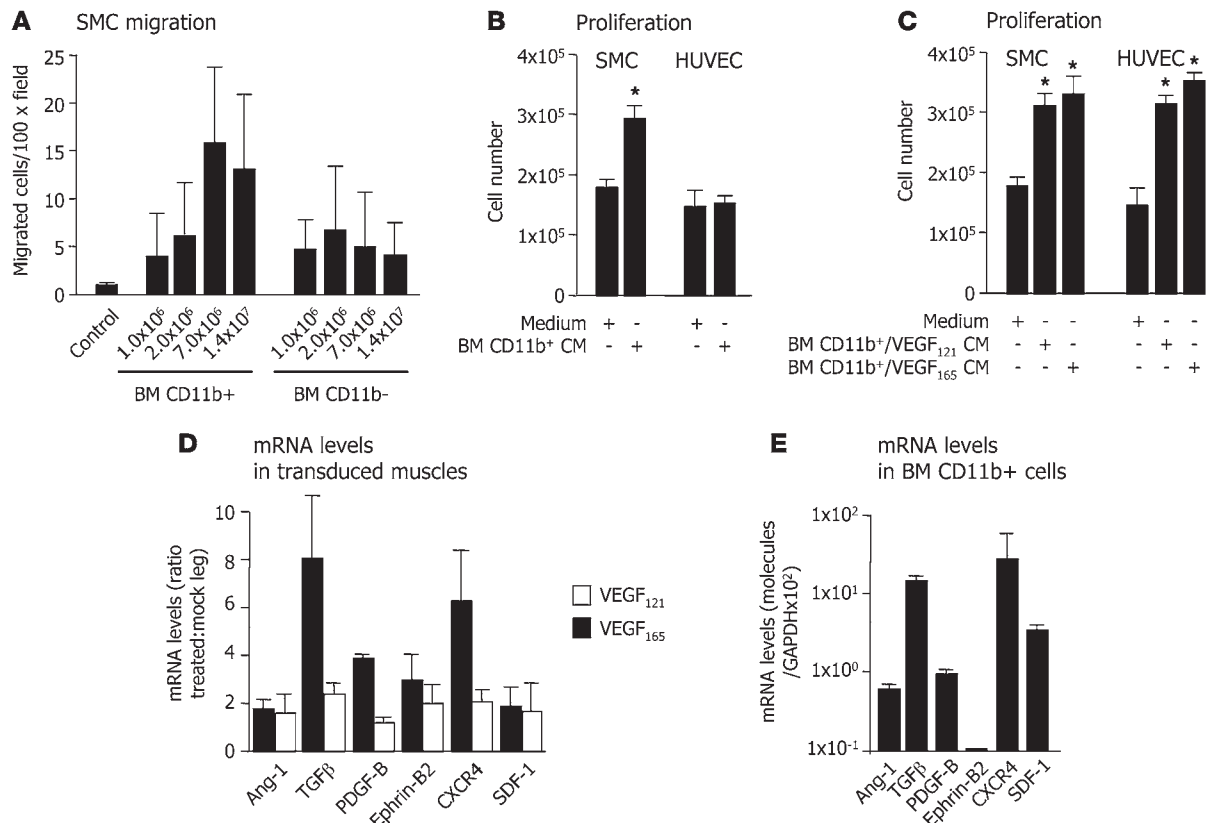 A SMC migration
Migrated cells/100 x field
25
20
15
10
5
0
Control
1.0x10⁶
2.0x10⁶
7.0x10⁶
1.4x10⁷
1.0x10⁶
2.0x10⁶
7.0x10⁶
1.4x10⁷
BM CD11b+
BM CD11b-
B Proliferation
SMC HUVEC
Cell number
4x10⁵
3x10⁵
2x10⁵
1x10⁵
0
*
Medium + - + -
BM CD11b⁺ CM - + - +
C Proliferation
SMC HUVEC
Cell number
4x10⁵
3x10⁵
2x10⁵
1x10⁵
0
* * * *
Medium + - - + - -
BM CD11b⁺/VEGF₁₂₁ CM - + - - + -
BM CD11b⁺/VEGF₁₆₅ CM - - + - - +
D mRNA levels
in transduced muscles
mRNA levels (ratio
treated:mock leg)
10
8
6
4
2
0
Ang-1
TGFβ
PDGF-B
Ephrin-B2
CXCR4
SDF-1
VEGF₁₂₁
VEGF₁₆₅
E mRNA levels
in BM CD11b+ cells
mRNA levels (molecules
/GAPDHx10²)
1x10²
1x10¹
1x10⁰
1x10⁻¹
Ang-1
TGFβ
PDGF-B
Ephrin-B2
CXCR4
SDF-1